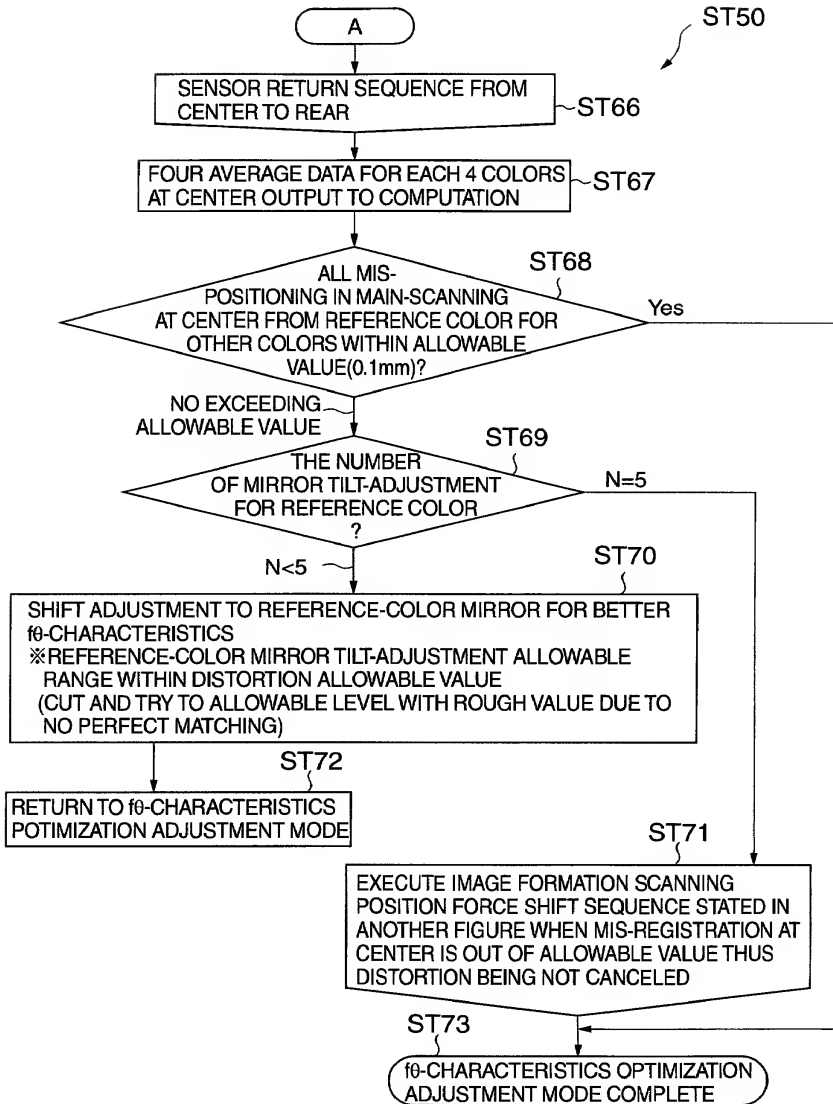 A
ST50
SENSOR RETURN SEQUENCE FROM
CENTER TO REAR
ST66
FOUR AVERAGE DATA FOR EACH 4 COLORS
AT CENTER OUTPUT TO COMPUTATION
ST67
ST68
ALL MIS-
POSITIONING IN MAIN-SCANNING
AT CENTER FROM REFERENCE COLOR FOR
OTHER COLORS WITHIN ALLOWABLE
VALUE(0.1mm)?
Yes
NO EXCEEDING
ALLOWABLE VALUE
ST69
THE NUMBER
OF MIRROR TILT-ADJUSTMENT
FOR REFERENCE COLOR
?
N=5
N<5
ST70
SHIFT ADJUSTMENT TO REFERENCE-COLOR MIRROR FOR BETTER
fθ-CHARACTERISTICS
※REFERENCE-COLOR MIRROR TILT-ADJUSTMENT ALLOWABLE
RANGE WITHIN DISTORTION ALLOWABLE VALUE
(CUT AND TRY TO ALLOWABLE LEVEL WITH ROUGH VALUE DUE TO
NO PERFECT MATCHING)
ST72
RETURN TO fθ-CHARACTERISTICS
POTIMIZATION ADJUSTMENT MODE
ST71
EXECUTE IMAGE FORMATION SCANNING
POSITION FORCE SHIFT SEQUENCE STATED IN
ANOTHER FIGURE WHEN MIS-REGISTRATION AT
CENTER IS OUT OF ALLOWABLE VALUE THUS
DISTORTION BEING NOT CANCELED
ST73
fθ-CHARACTERISTICS OPTIMIZATION
ADJUSTMENT MODE COMPLETE